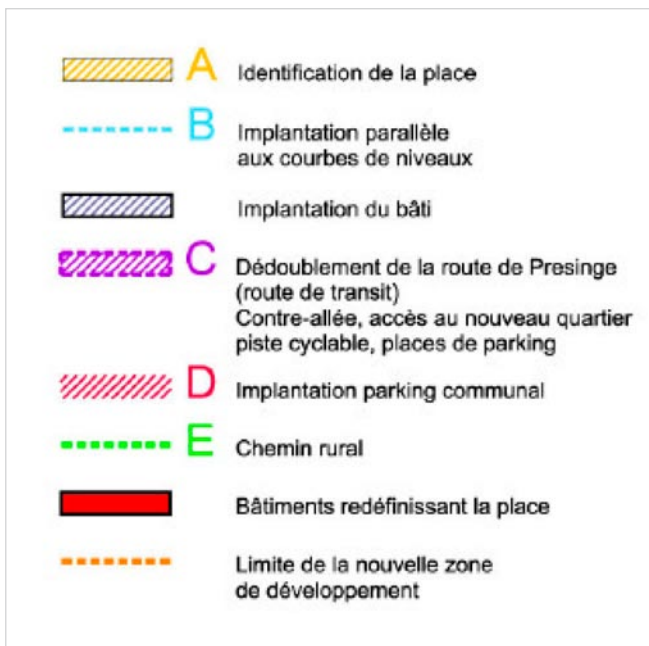 A Identification de la place
B Implantation parallèle
aux courbes de niveaux
Implantation du bâti
C Dédoublement de la route de Presinge
(route de transit)
Contre-allée, accès au nouveau quartier
piste cyclable, places de parking
D Implantation parking communal
E Chemin rural
Bâtiments redéfinissant la place
Limite de la nouvelle zone
de développement